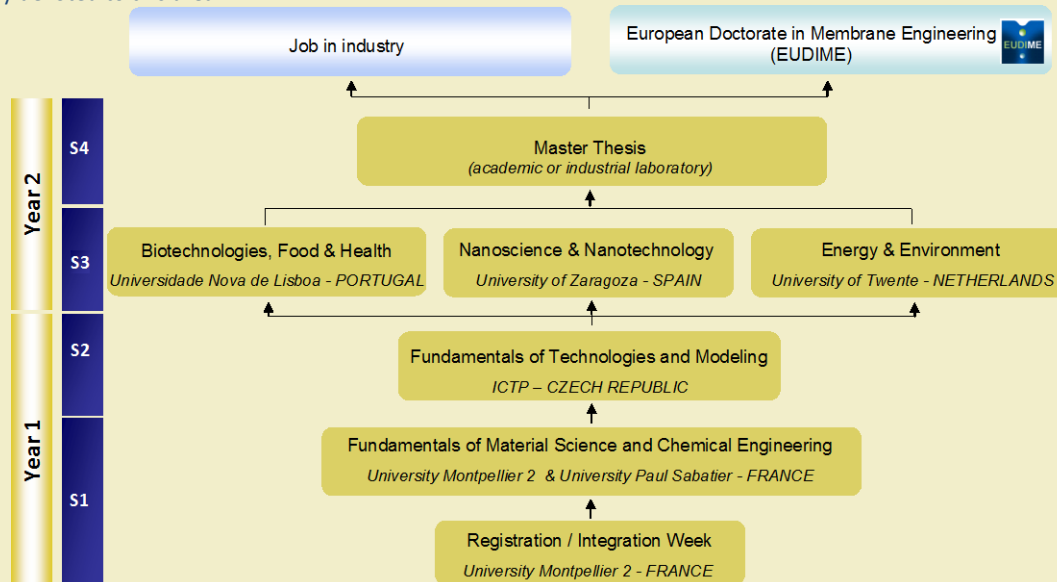 Job in industry
European Doctorate in Membrane Engineering
(EUDIME)
EUDIME
Year 2
S4
Master Thesis
(academic or industrial laboratory)
S3
Biotechnologies, Food & Health
Universidade Nova de Lisboa - PORTUGAL
Nanoscience & Nanotechnology
University of Zaragoza - SPAIN
Energy & Environment
University of Twente - NETHERLANDS
Year 1
S2
Fundamentals of Technologies and Modeling
ICTP – CZECH REPUBLIC
S1
Fundamentals of Material Science and Chemical Engineering
University Montpellier 2 & University Paul Sabatier - FRANCE
Registration / Integration Week
University Montpellier 2 - FRANCE